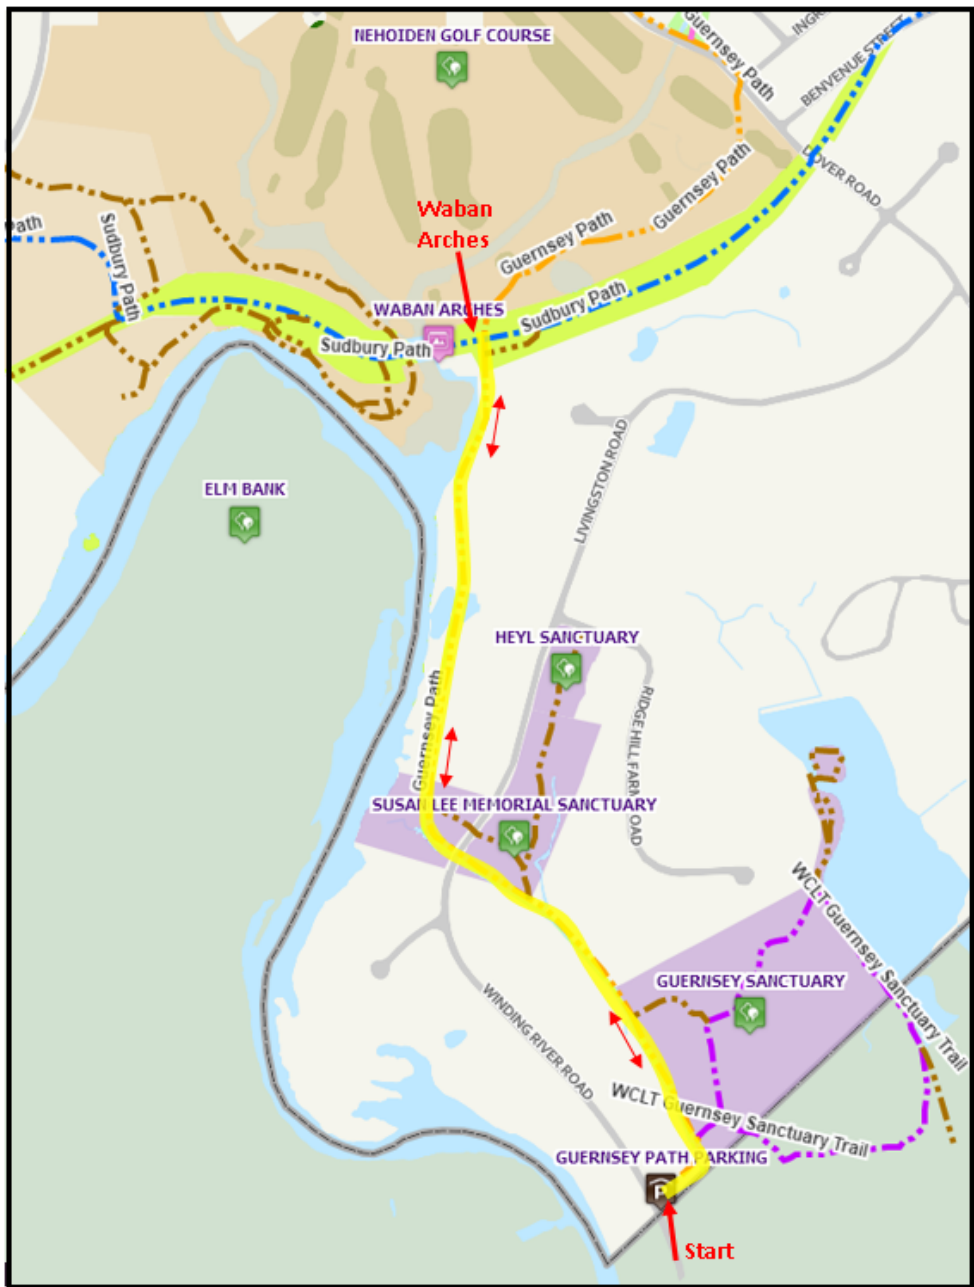 NEHOIDEN GOLF COURSE
Guernsey Path
BENVENUE STREET
DOVER ROAD
Waban
Arches
Guernsey Path
Guernsey Path
Sudbury Path
Sudbury Path
WABAN ARCHES
Sudbury Path
Sudbury Path
LIVINGSTON ROAD
ELM BANK
HEYL SANCTUARY
Guernsey Path
RIDGE HILL FARM ROAD
SUSAN LEE MEMORIAL SANCTUARY
WCLT Guernsey Sanctuary Trail
GUERNSEY SANCTUARY
WINDING RIVER ROAD
WCLT Guernsey Sanctuary Trail
GUERNSEY PATH PARKING
P
Start